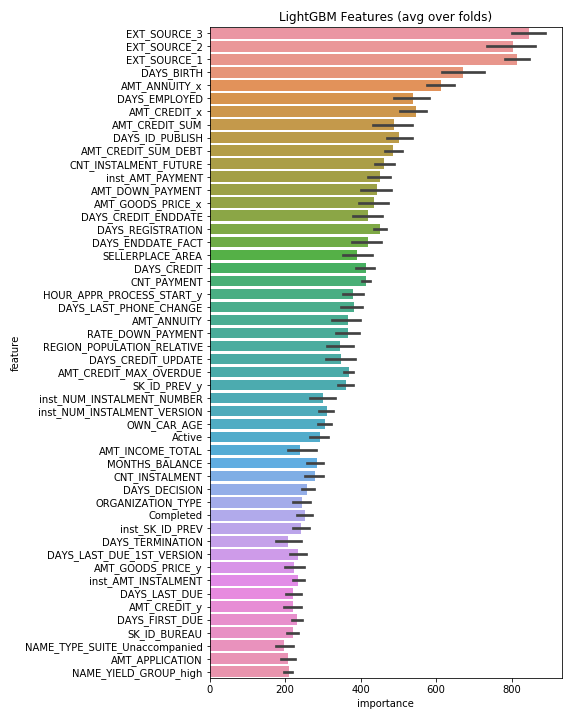 LightGBM Features (avg over folds)
feature
EXT_SOURCE_3
EXT_SOURCE_2
EXT_SOURCE_1
DAYS_BIRTH
AMT_ANNUITY_x
DAYS_EMPLOYED
AMT_CREDIT_x
AMT_CREDIT_SUM
DAYS_ID_PUBLISH
AMT_CREDIT_SUM_DEBT
CNT_INSTALMENT_FUTURE
inst_AMT_PAYMENT
AMT_DOWN_PAYMENT
AMT_GOODS_PRICE_x
DAYS_CREDIT_ENDDATE
DAYS_REGISTRATION
DAYS_ENDDATE_FACT
SELLERPLACE_AREA
DAYS_CREDIT
CNT_PAYMENT
HOUR_APPR_PROCESS_START_y
DAYS_LAST_PHONE_CHANGE
AMT_ANNUITY
RATE_DOWN_PAYMENT
REGION_POPULATION_RELATIVE
DAYS_CREDIT_UPDATE
AMT_CREDIT_MAX_OVERDUE
SK_ID_PREV_y
inst_NUM_INSTALMENT_NUMBER
inst_NUM_INSTALMENT_VERSION
OWN_CAR_AGE
Active
AMT_INCOME_TOTAL
MONTHS_BALANCE
CNT_INSTALMENT
DAYS_DECISION
ORGANIZATION_TYPE
Completed
inst_SK_ID_PREV
DAYS_TERMINATION
DAYS_LAST_DUE_1ST_VERSION
AMT_GOODS_PRICE_y
inst_AMT_INSTALMENT
DAYS_LAST_DUE
AMT_CREDIT_y
DAYS_FIRST_DUE
SK_ID_BUREAU
NAME_TYPE_SUITE_Unaccompanied
AMT_APPLICATION
NAME_YIELD_GROUP_high
0 200 400 600 800
importance